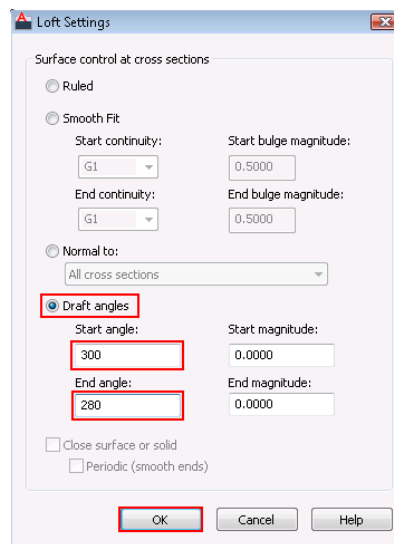 Loft Settings
Surface control at cross sections
Ruled
Smooth Fit
Start continuity: Start bulge magnitude:
G1 0.5000
End continuity: End bulge magnitude:
G1 0.5000
Normal to:
All cross sections
Draft angles
Start angle: Start magnitude:
300 0.0000
End angle: End magnitude:
280 0.0000
Close surface or solid
Periodic (smooth ends)
OK Cancel Help